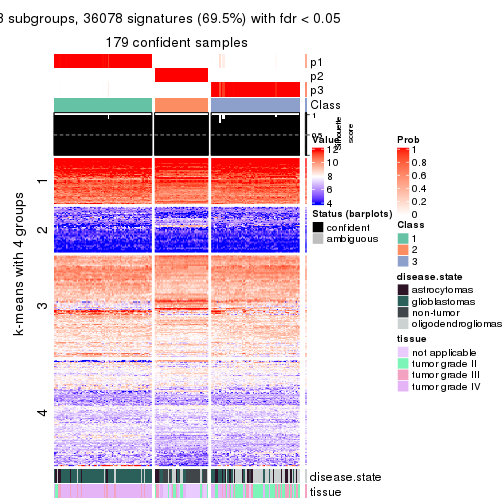 3 subgroups, 36078 signatures (69.5%) with fdr < 0.05
179 confident samples
p1
p2
p3
Class
1
0.5
Silhouette
score
k-means with 4 groups
1
2
3
4
disease.state
tissue
Value
12
10
8
6
4
Status (barplots)
confident
ambiguous
Prob
1
0.8
0.6
0.4
0.2
0
Class
1
2
3
disease.state
astrocytomas
glioblastomas
non-tumor
oligodendrogliomas
tissue
not applicable
tumor grade II
tumor grade III
tumor grade IV